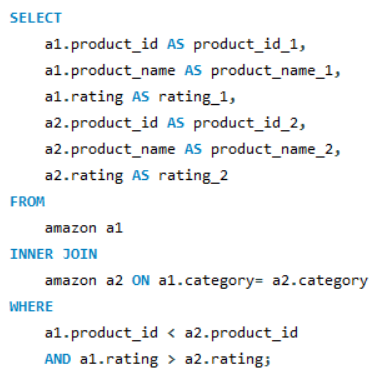 SELECT
    a1.product_id AS product_id_1,
    a1.product_name AS product_name_1,
    a1.rating AS rating_1,
    a2.product_id AS product_id_2,
    a2.product_name AS product_name_2,
    a2.rating AS rating_2
FROM
    amazon a1
INNER JOIN
    amazon a2 ON a1.category= a2.category
WHERE
    a1.product_id < a2.product_id
    AND a1.rating > a2.rating;